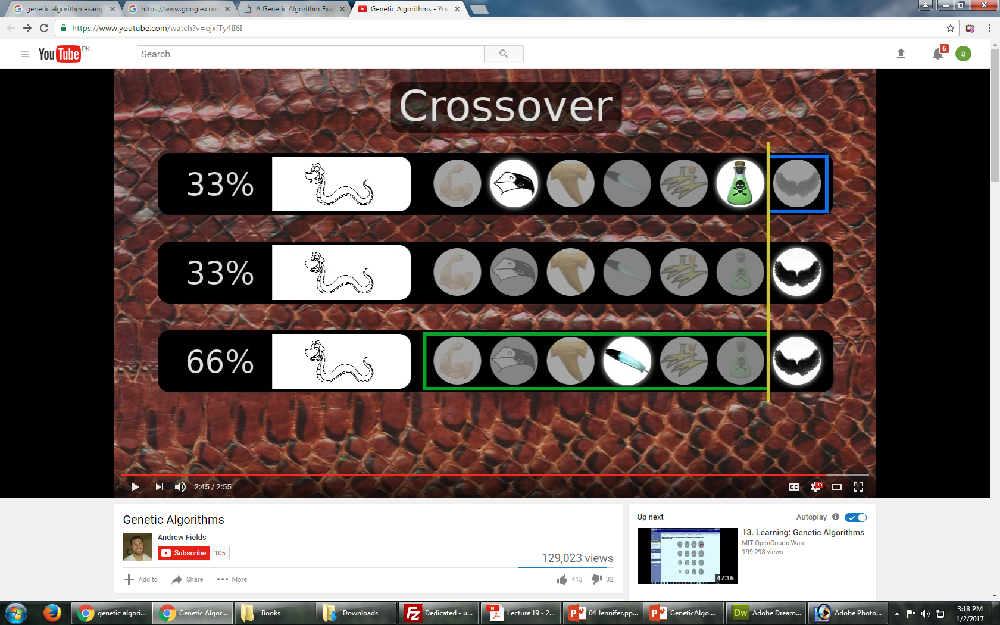 genetic algorithm examp
https://www.google.com
A Genetic Algorithm Exa
Genetic Algorithms - You
https://www.youtube.com/watch?v=ejxfTy4lI6I
YouTube PK
Search
6
a
Crossover
33%
33%
66%
2:45 / 2:55
CC
HD
Genetic Algorithms
Andrew Fields
Subscribe 105
129,023 views
Add to
Share
More
413
32
Up next
Autoplay
13. Learning: Genetic Algorithms
MIT OpenCourseWare
199,298 views
47:16
genetic algori...
Genetic Algor...
Books
Downloads
Dedicated - u...
Lecture 19 - 2...
04 Jennifer.pp...
GeneticAlgo....
Adobe Dream...
Adobe Photo...
3:18 PM
1/2/2017